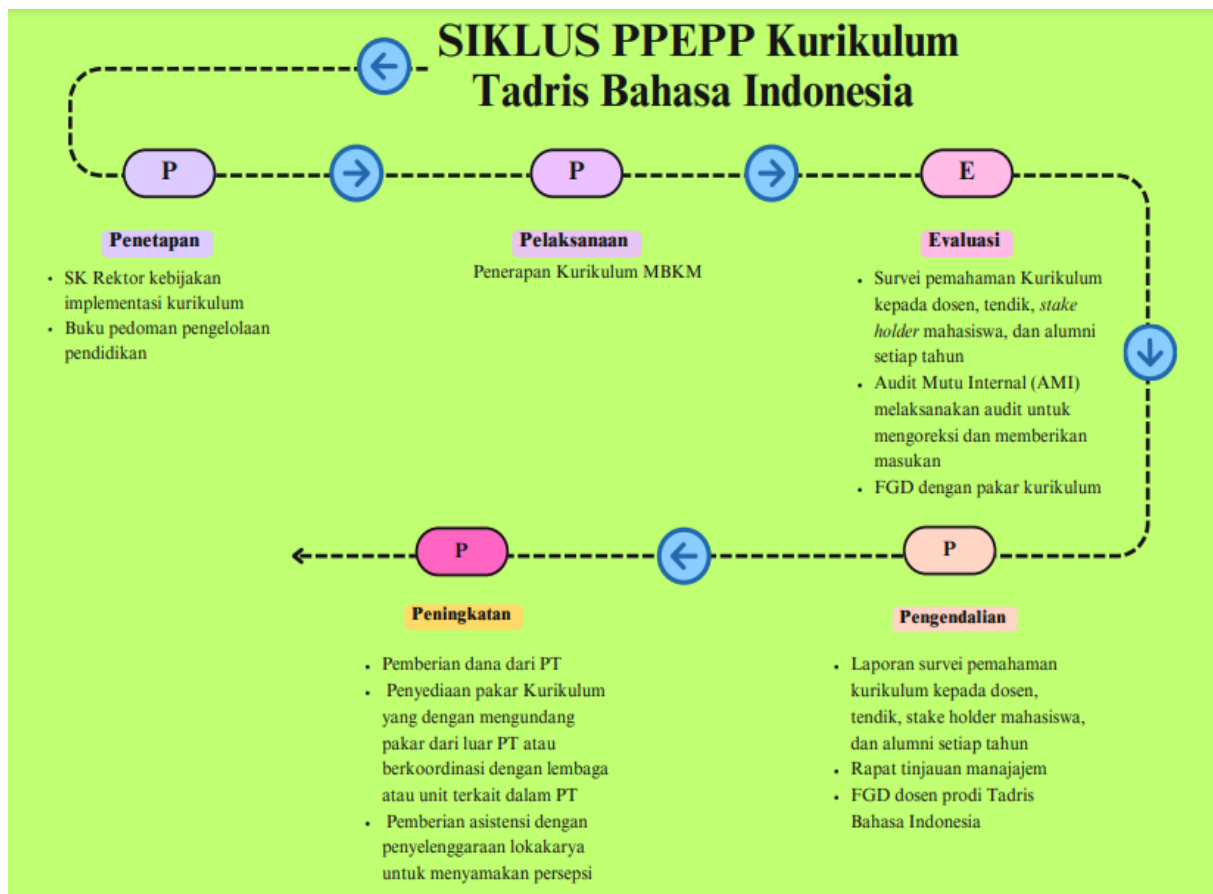 SIKLUS PPEPP Kurikulum
Tadris Bahasa Indonesia
P
P
E
Penetapan
• SK Rektor kebijakan
implementasi kurikulum
• Buku pedoman pengelolaan
pendidikan
Pelaksanaan
Penerapan Kurikulum MBKM
Evaluasi
• Survei pemahaman Kurikulum
kepada dosen, tendik, stake
holder mahasiswa, dan alumni
setiap tahun
• Audit Mutu Internal (AMI)
melaksanakan audit untuk
mengoreksi dan memberikan
masukan
• FGD dengan pakar kurikulum
P
P
Peningkatan
• Pemberian dana dari PT
• Penyediaan pakar Kurikulum
yang dengan mengundang
pakar dari luar PT atau
berkoordinasi dengan lembaga
atau unit terkait dalam PT
• Pemberian asistensi dengan
penyelenggaraan lokakarya
untuk menyamakan persepsi
Pengendalian
• Laporan survei pemahaman
kurikulum kepada dosen,
tendik, stake holder mahasiswa,
dan alumni setiap tahun
• Rapat tinjauan manajajem
• FGD dosen prodi Tadris
Bahasa Indonesia